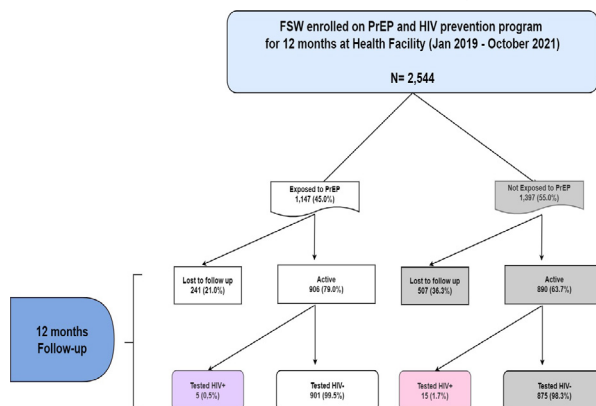 FSW enrolled on PrEP and HIV prevention program
for 12 months at Health Facility (Jan 2019 - October 2021)
N= 2,544
Exposed to PrEP
1,147 (45.0%)
Not Exposed to PrEP
1,397 (55.0%)
Lost to follow up
241 (21.0%)
Active
906 (79.0%)
Lost to follow up
507 (36.3%)
Active
890 (63.7%)
12 months
Follow-up
Tested HIV+
5 (0,5%)
Tested HIV-
901 (99.5%)
Tested HIV+
15 (1.7%)
Tested HIV-
875 (98.3%)